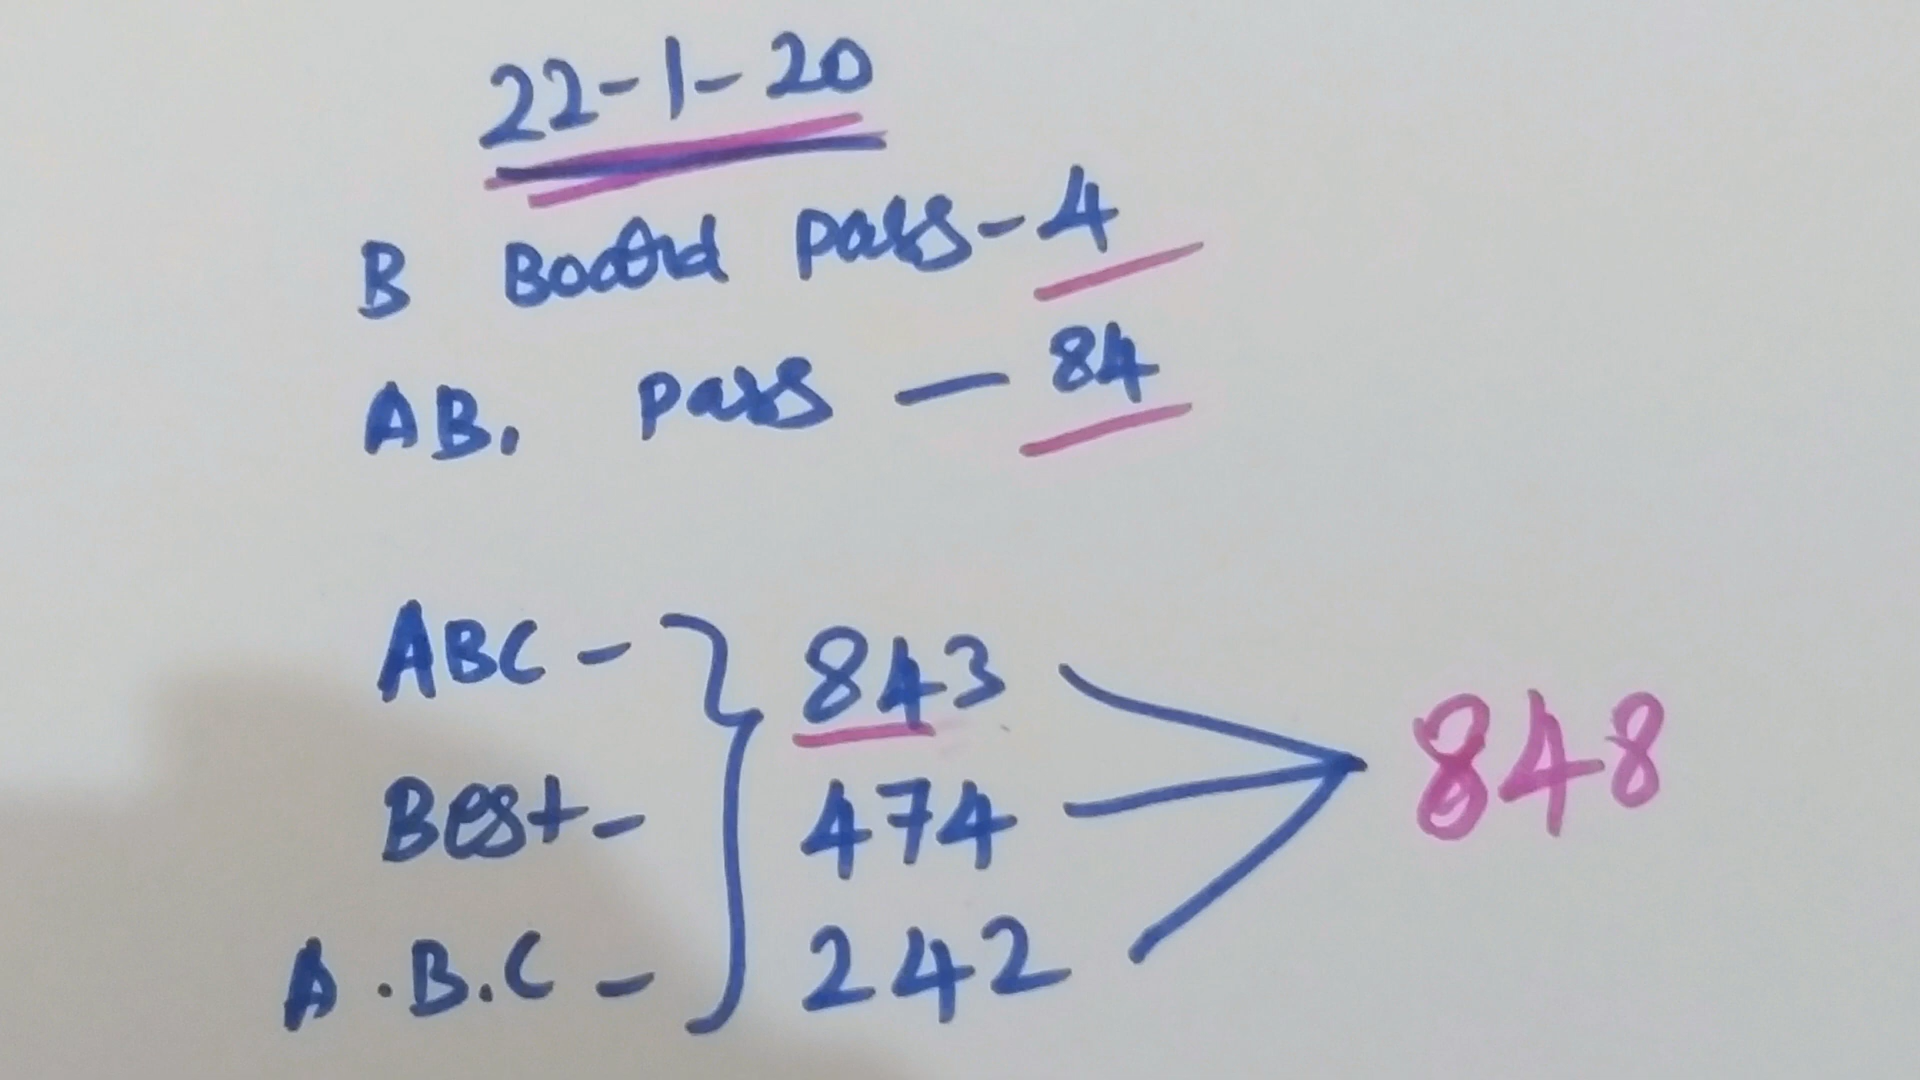 22-1-20
B Board pass-4
AB. pass - 84
ABC - 843
Best - 474
A.B.C - 242
848